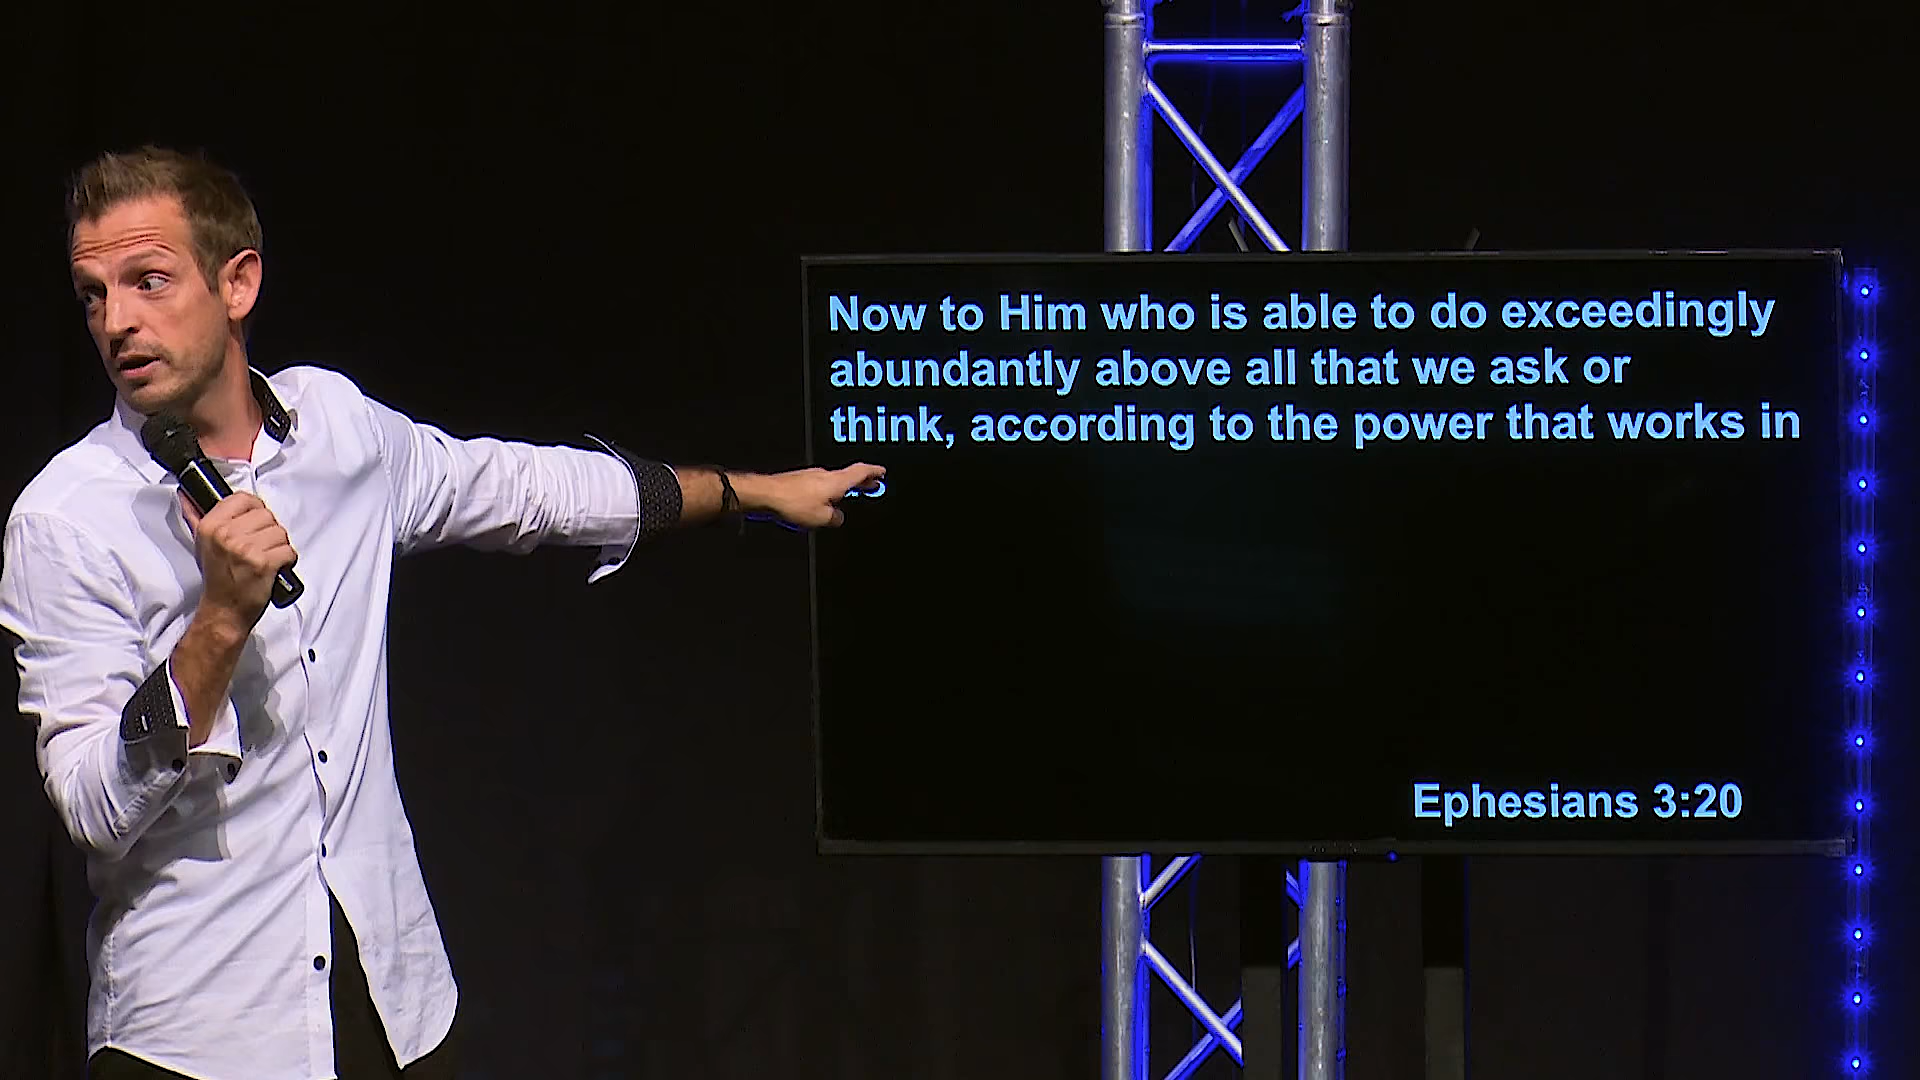 Now to Him who is able to do exceedingly
abundantly above all that we ask or
think, according to the power that works in
us
Ephesians 3:20